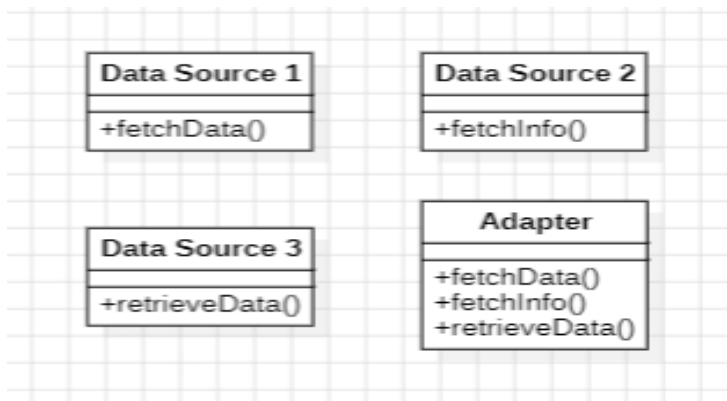 Data Source 1
+fetchData()
Data Source 2
+fetchInfo()
Data Source 3
+retrieveData()
Adapter
+fetchData()
+fetchInfo()
+retrieveData()